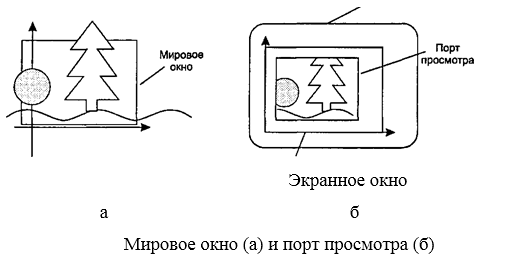 Мировое
окно
Порт
просмотра
Экранное окно
а
б
Мировое окно (а) и порт просмотра (б)